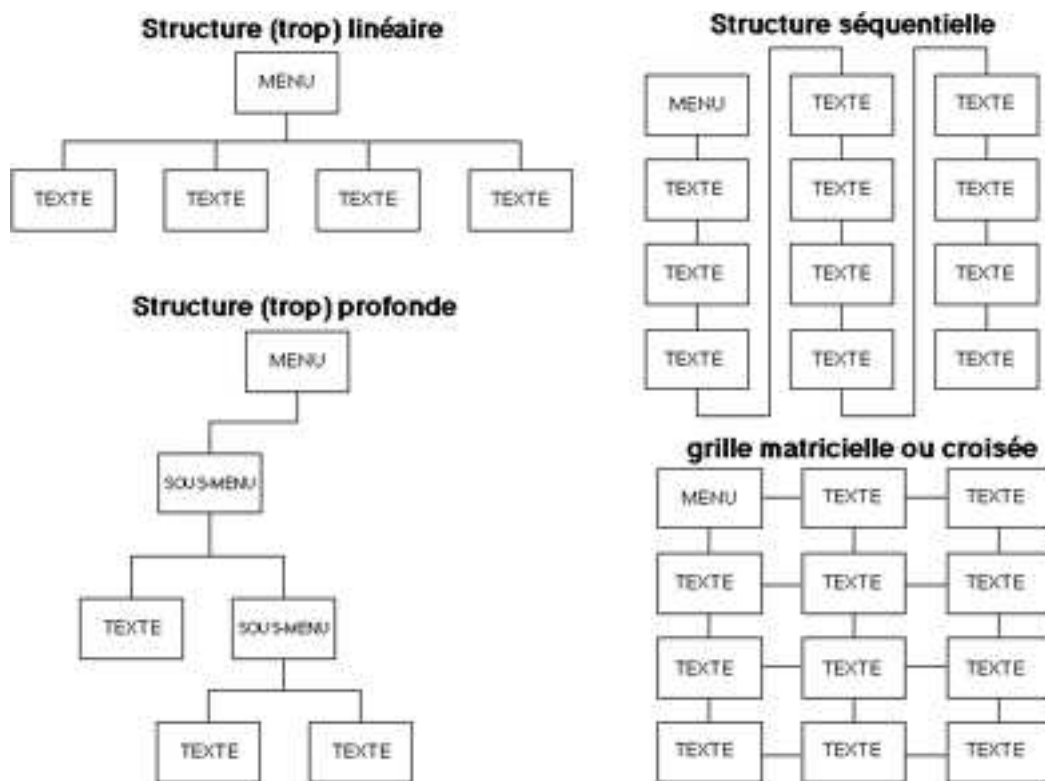 Structure (trop) linéaire
MENU
TEXTE TEXTE TEXTE TEXTE
Structure (trop) profonde
MENU
SOUS-MENU
TEXTE SOUS-MENU
TEXTE TEXTE
Structure séquentielle
MENU TEXTE TEXTE
TEXTE TEXTE TEXTE
TEXTE TEXTE TEXTE
TEXTE TEXTE TEXTE
grille matricielle ou croisée
MENU TEXTE TEXTE
TEXTE TEXTE TEXTE
TEXTE TEXTE TEXTE
TEXTE TEXTE TEXTE